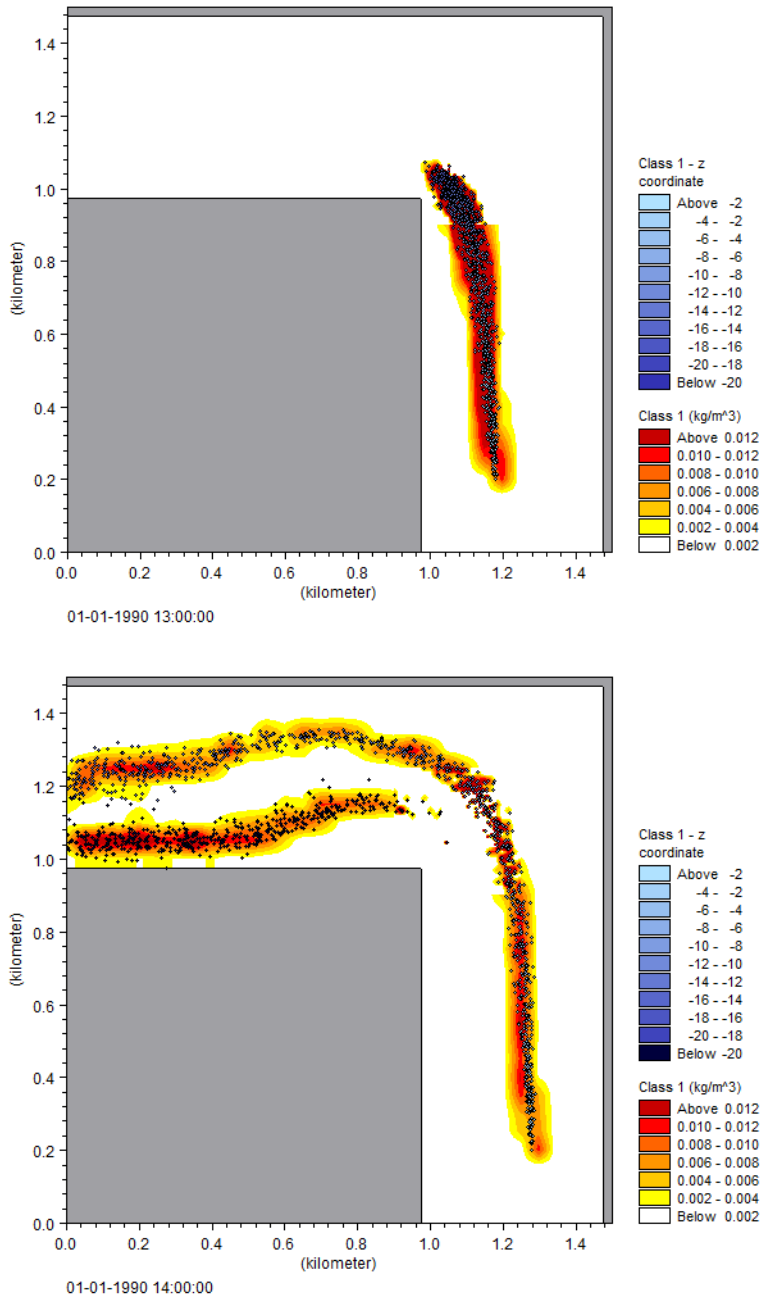 1.4
1.2
1.0
0.8
0.6
0.4
0.2
0.0
(kilometer)
0.0 0.2 0.4 0.6 0.8 1.0 1.2 1.4
(kilometer)
01-01-1990 13:00:00
Class 1 - z
coordinate
Above -2
-4 - -2
-6 - -4
-8 - -6
-10 - -8
-12 - -10
-14 - -12
-16 - -14
-18 - -16
-20 - -18
Below -20
Class 1 (kg/m^3)
Above 0.012
0.010 - 0.012
0.008 - 0.010
0.006 - 0.008
0.004 - 0.006
0.002 - 0.004
Below 0.002
1.4
1.2
1.0
0.8
0.6
0.4
0.2
0.0
(kilometer)
0.0 0.2 0.4 0.6 0.8 1.0 1.2 1.4
(kilometer)
01-01-1990 14:00:00
Class 1 - z
coordinate
Above -2
-4 - -2
-6 - -4
-8 - -6
-10 - -8
-12 - -10
-14 - -12
-16 - -14
-18 - -16
-20 - -18
Below -20
Class 1 (kg/m^3)
Above 0.012
0.010 - 0.012
0.008 - 0.010
0.006 - 0.008
0.004 - 0.006
0.002 - 0.004
Below 0.002